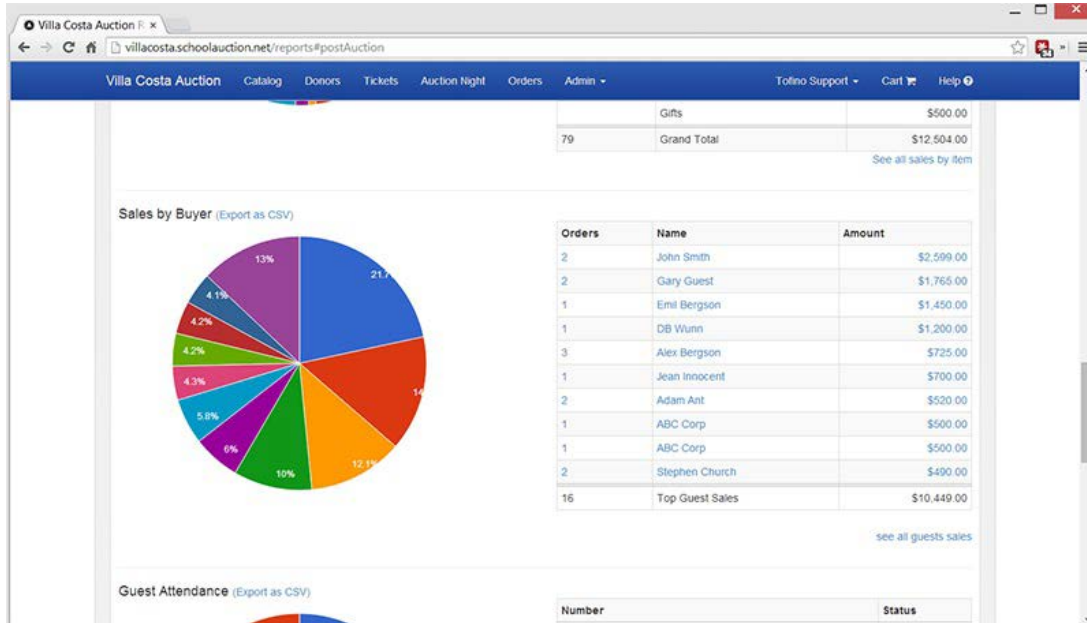 Villa Costa Auction R
villacosta.schoolauction.net/reports#postAuction
Villa Costa Auction Catalog Donors Tickets Auction Night Orders Admin Tofino Support Cart Help
Gifts $500.00
79 Grand Total $12,504.00
See all sales by item
Sales by Buyer (Export as CSV)
Orders Name Amount
2 John Smith $2,599.00
2 Gary Guest $1,765.00
1 Emil Bergson $1,450.00
1 DB Wunn $1,200.00
3 Alex Bergson $725.00
1 Jean Innocent $700.00
2 Adam Ant $520.00
1 ABC Corp $500.00
1 ABC Corp $500.00
2 Stephen Church $490.00
16 Top Guest Sales $10,449.00
see all guests sales
13%
21.7
4.1%
4.2%
4.2%
14
4.3%
5.8%
6%
12.1%
10%
Guest Attendance (Export as CSV)
Number Status